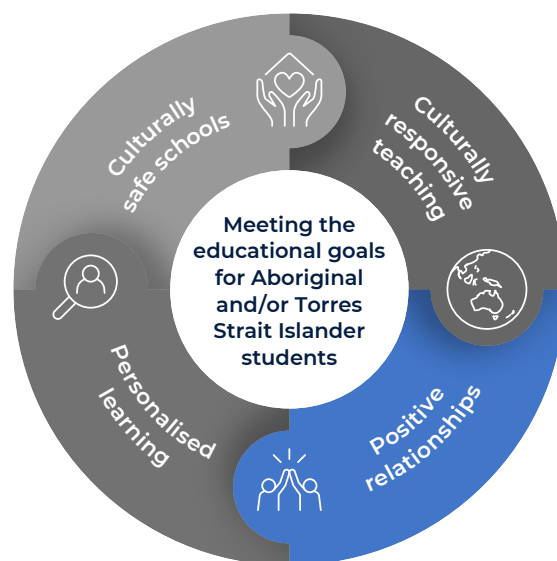 Culturally
safe schools
Culturally
responsive
teaching
Meeting the
educational goals
for Aboriginal
and/or Torres
Strait Islander
students
Personalised
learning
Positive
relationships